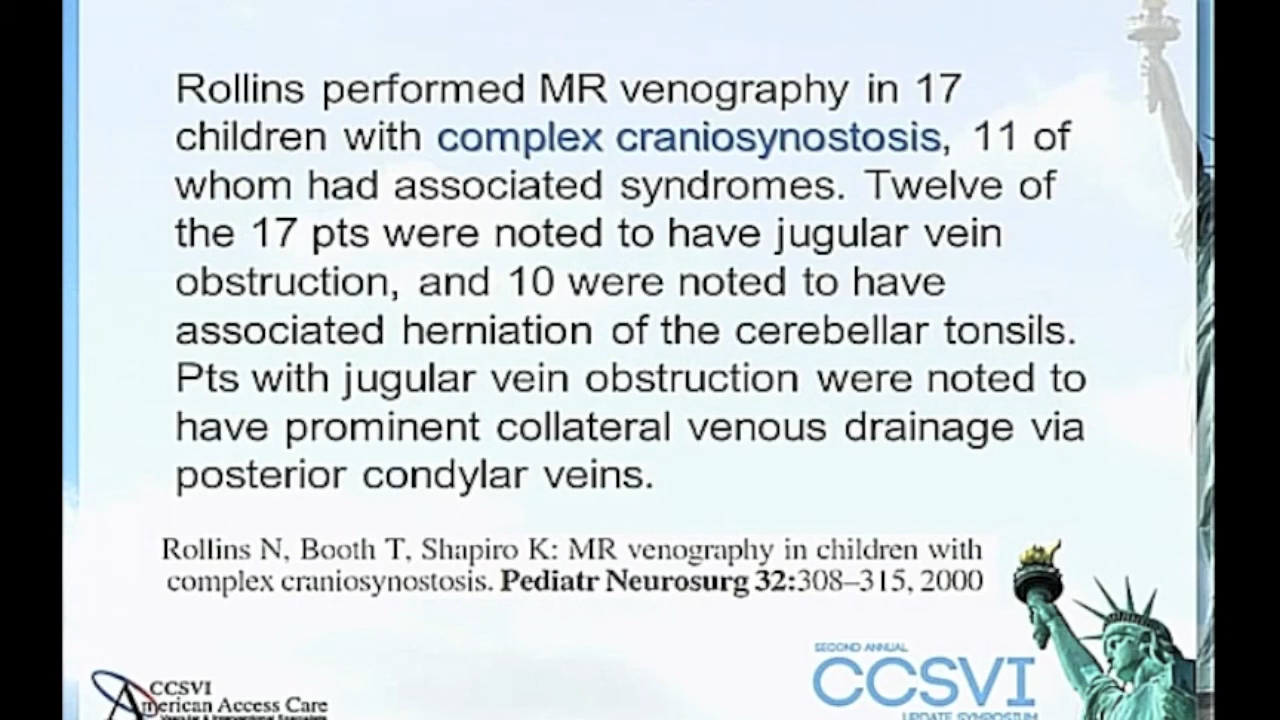 Rollins performed MR venography in 17
children with complex craniosynostosis, 11 of
whom had associated syndromes. Twelve of
the 17 pts were noted to have jugular vein
obstruction, and 10 were noted to have
associated herniation of the cerebellar tonsils.
Pts with jugular vein obstruction were noted to
have prominent collateral venous drainage via
posterior condylar veins.
Rollins N, Booth T, Shapiro K: MR venography in children with
complex craniosynostosis. Pediatr Neurosurg 32:308–315, 2000
CCSVI
American Access Care
SECOND ANNUAL
CCSVI
UPDATE SYMPOSIUM